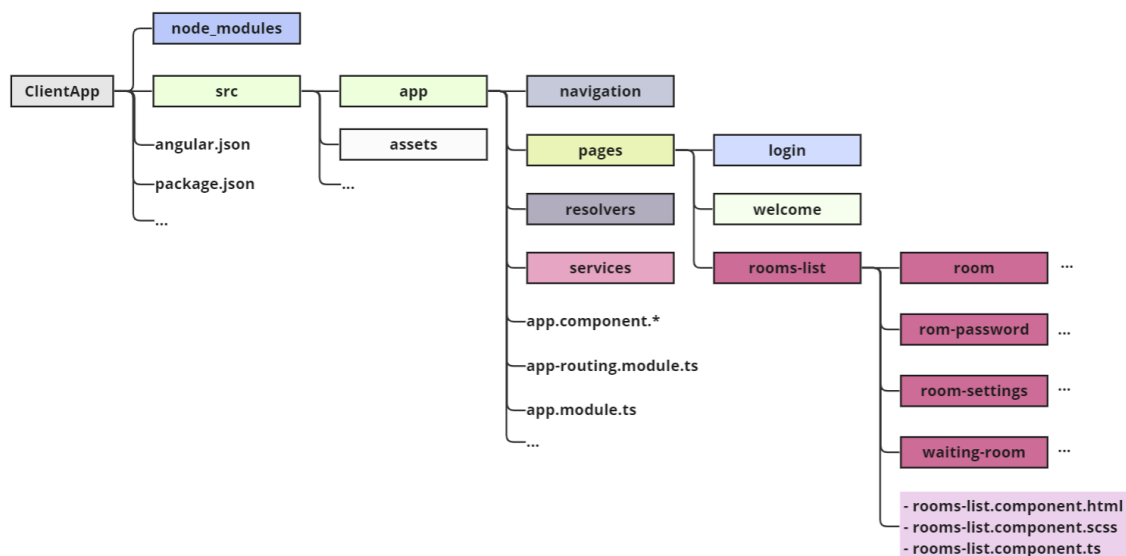 node_modules
ClientApp
src
app
navigation
angular.json
assets
pages
login
package.json
...
resolvers
welcome
...
services
rooms-list
room
...
app.component.*
rom-password
...
app-routing.module.ts
room-settings
...
app.module.ts
...
waiting-room
...
- rooms-list.component.html
- rooms-list.component.scss
- rooms-list.component.ts